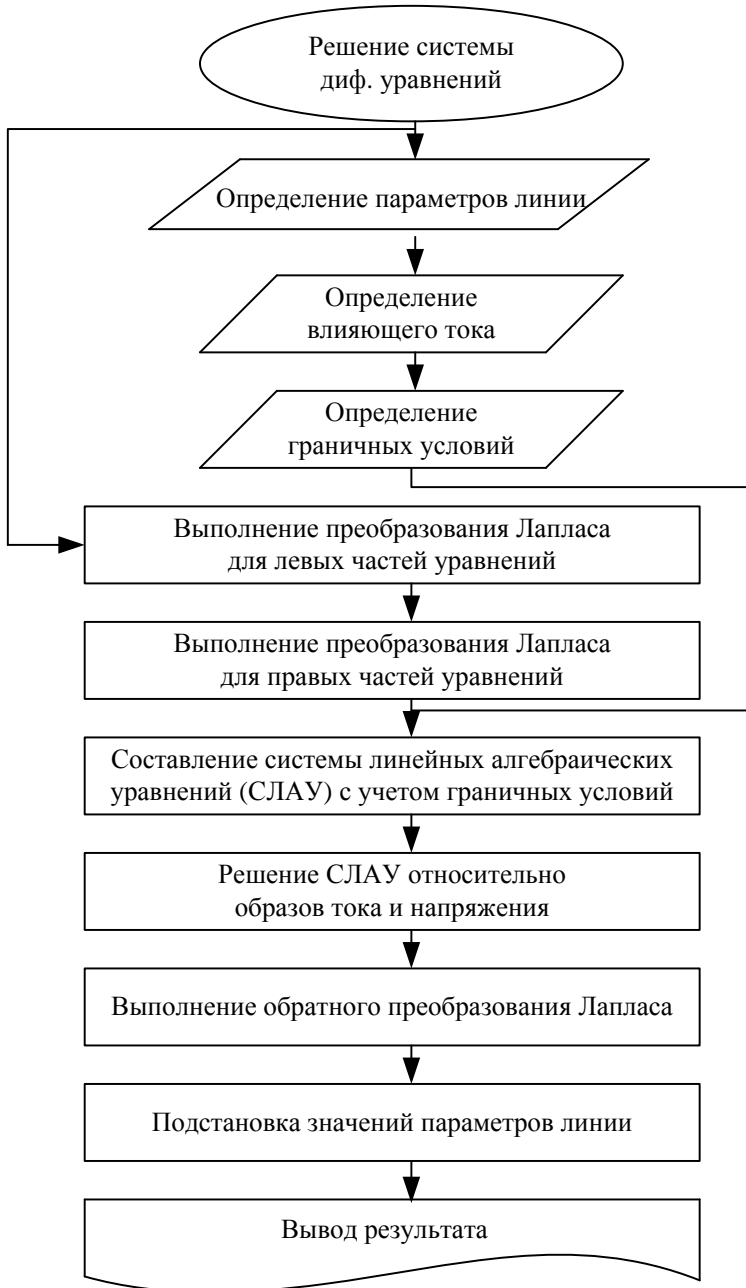 Решение системы
диф. уравнений
Определение параметров линии
Определение
влияющего тока
Определение
граничных условий
Выполнение преобразования Лапласа
для левых частей уравнений
Выполнение преобразования Лапласа
для правых частей уравнений
Составление системы линейных алгебраических
уравнений (СЛАУ) с учетом граничных условий
Решение СЛАУ относительно
образов тока и напряжения
Выполнение обратного преобразования Лапласа
Подстановка значений параметров линии
Вывод результата